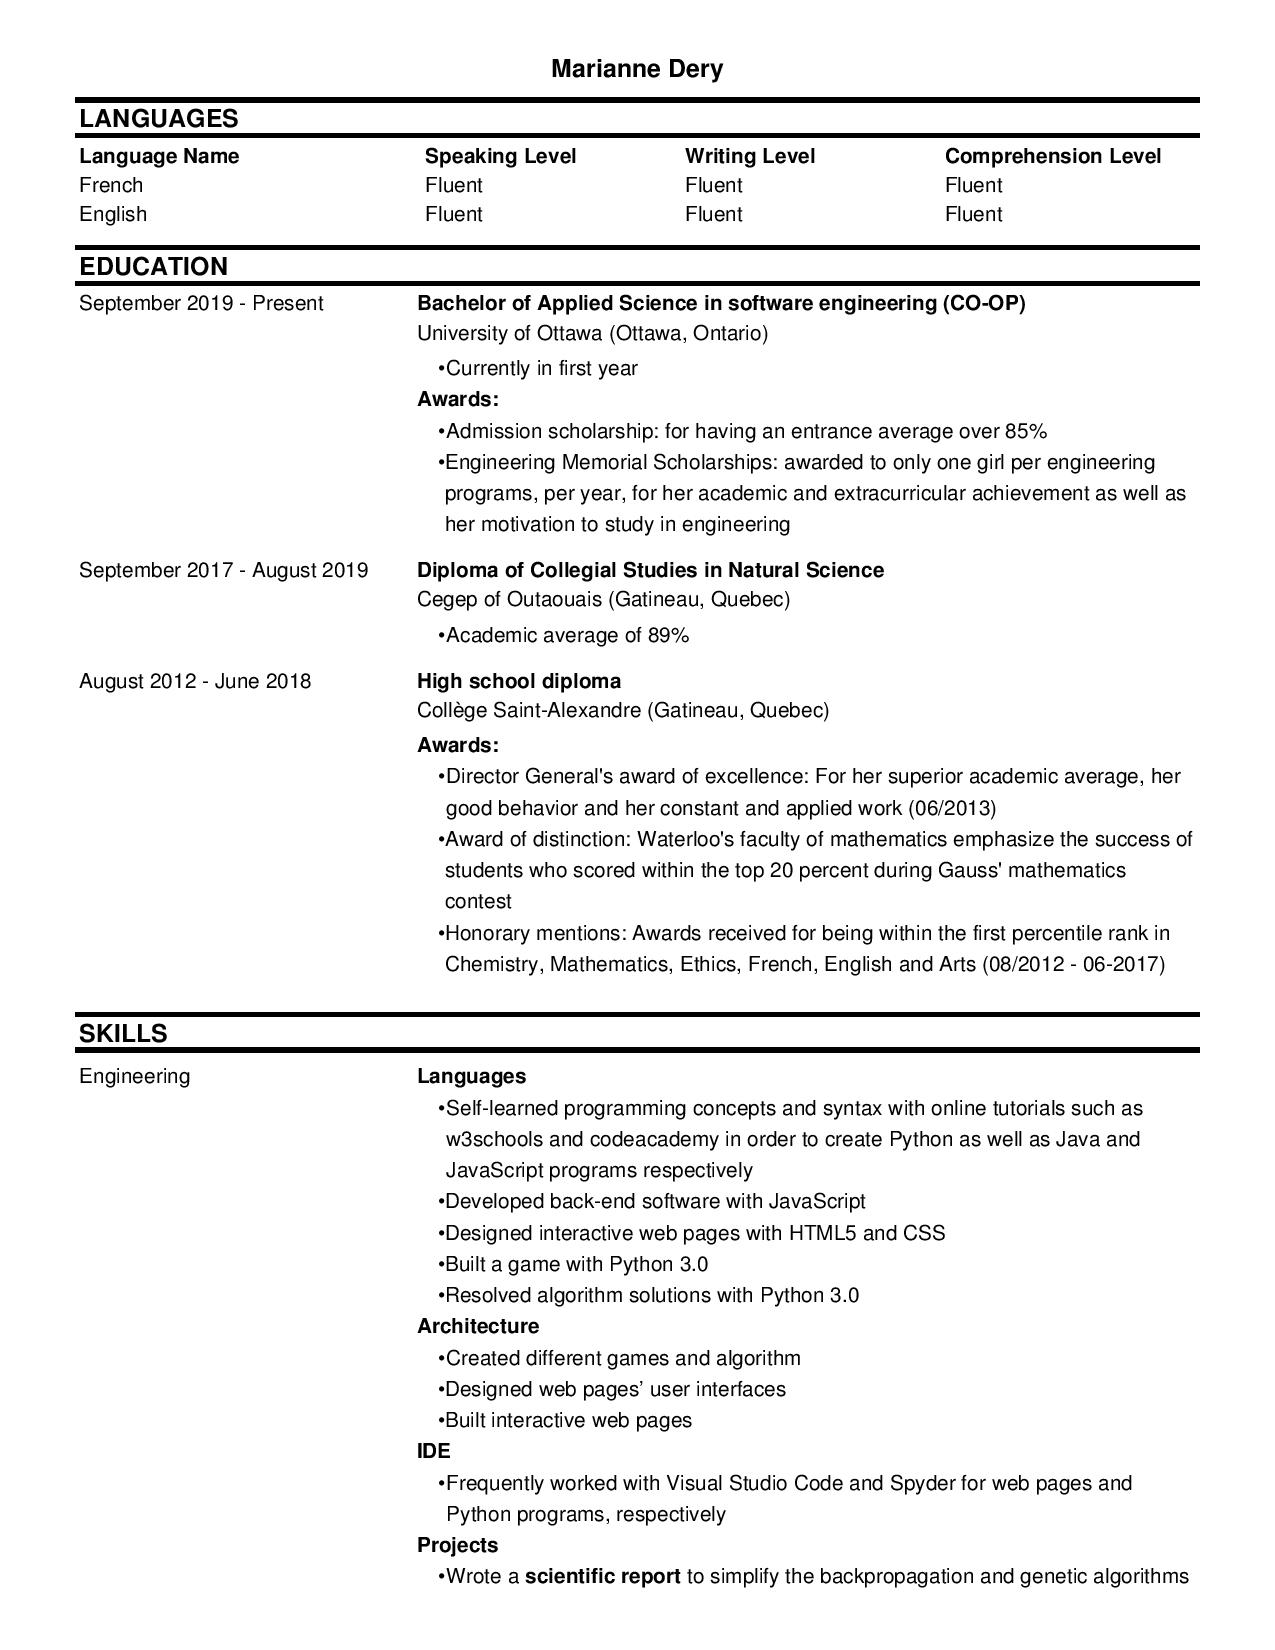 Marianne Dery
LANGUAGES
Language Name Speaking Level Writing Level Comprehension Level
French Fluent Fluent Fluent
English Fluent Fluent Fluent
EDUCATION
September 2019 - Present Bachelor of Applied Science in software engineering (CO-OP)
University of Ottawa (Ottawa, Ontario)
•Currently in first year
Awards:
•Admission scholarship: for having an entrance average over 85%
•Engineering Memorial Scholarships: awarded to only one girl per engineering
programs, per year, for her academic and extracurricular achievement as well as
her motivation to study in engineering
September 2017 - August 2019 Diploma of Collegial Studies in Natural Science
Cegep of Outaouais (Gatineau, Quebec)
•Academic average of 89%
August 2012 - June 2018 High school diploma
Collège Saint-Alexandre (Gatineau, Quebec)
Awards:
•Director General's award of excellence: For her superior academic average, her
good behavior and her constant and applied work (06/2013)
•Award of distinction: Waterloo's faculty of mathematics emphasize the success of
students who scored within the top 20 percent during Gauss' mathematics
contest
•Honorary mentions: Awards received for being within the first percentile rank in
Chemistry, Mathematics, Ethics, French, English and Arts (08/2012 - 06-2017)
SKILLS
Engineering Languages
•Self-learned programming concepts and syntax with online tutorials such as
w3schools and codeacademy in order to create Python as well as Java and
JavaScript programs respectively
•Developed back-end software with JavaScript
•Designed interactive web pages with HTML5 and CSS
•Built a game with Python 3.0
•Resolved algorithm solutions with Python 3.0
Architecture
•Created different games and algorithm
•Designed web pages’ user interfaces
•Built interactive web pages
IDE
•Frequently worked with Visual Studio Code and Spyder for web pages and
Python programs, respectively
Projects
•Wrote a scientific report to simplify the backpropagation and genetic algorithms